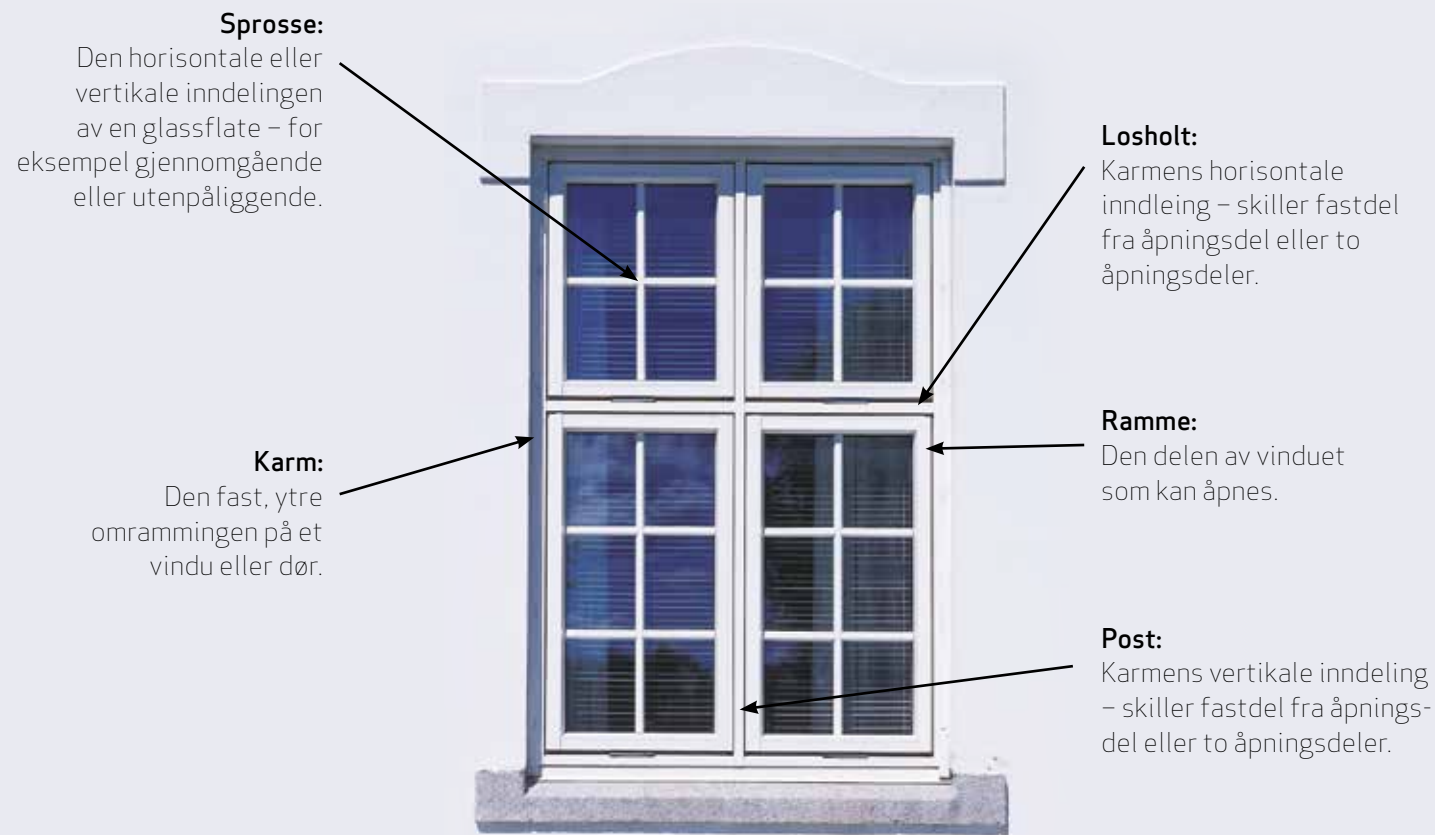 Sprosse:
Den horisontale eller
vertikale inndelingen
av en glassflate – for
eksempel gjennomgående
eller utenpåliggende.
Karm:
Den fast, ytre
omrammingen på et
vindu eller dør.
Losholt:
Karmens horisontale
inndleing – skiller fastdel
fra åpningsdel eller to
åpningsdeler.
Ramme:
Den delen av vinduet
som kan åpnes.
Post:
Karmens vertikale inndeling
– skiller fastdel fra åpnings-
del eller to åpningsdeler.